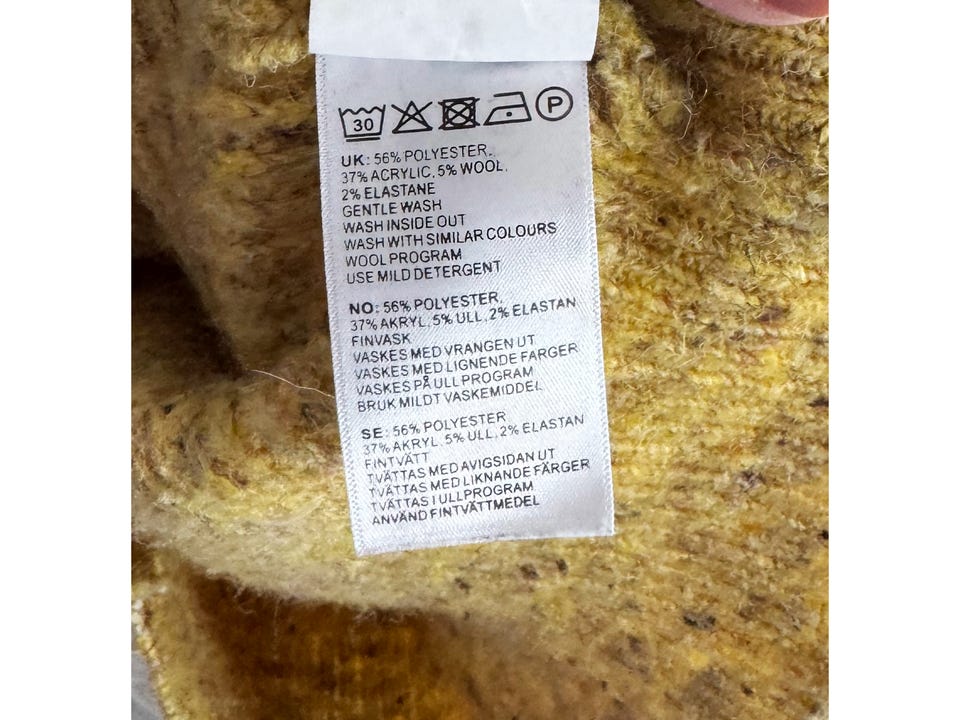 30 P
UK: 56% POLYESTER,
37% ACRYLIC, 5% WOOL,
2% ELASTANE
GENTLE WASH
WASH INSIDE OUT
WASH WITH SIMILAR COLOURS
WOOL PROGRAM
USE MILD DETERGENT
NO: 56% POLYESTER,
37% AKRYL, 5% ULL, 2% ELASTAN
FINVASK
VASKES MED VRANGEN UT
VASKES MED LIGNENDE FARGER
VASKES PÅ ULL PROGRAM
BRUK MILDT VASKEMIDDEL
SE: 56% POLYESTER
37% AKRYL, 5% ULL, 2% ELASTAN
FINTVÄTT
TVÄTTAS MED AVIGSIDAN UT
TVÄTTAS MED LIKNANDE FÄRGER
TVÄTTAS I ULLPROGRAM
ANVÄND FINTVÄTTMEDEL